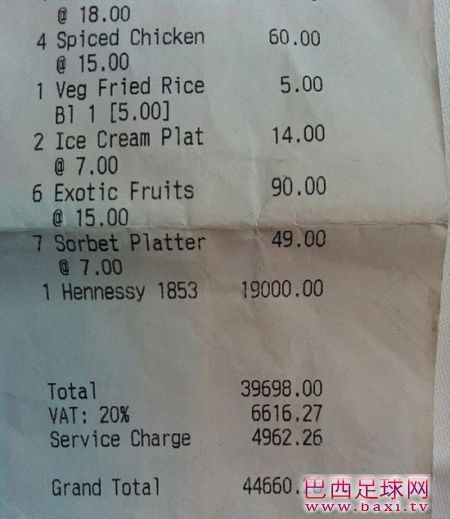 @ 18.00
4 Spiced Chicken 60.00
@ 15.00
1 Veg Fried Rice 5.00
Bl 1 [5.00]
2 Ice Cream Plat 14.00
@ 7.00
6 Exotic Fruits 90.00
@ 15.00
7 Sorbet Platter 49.00
@ 7.00
1 Hennessy 1853 19000.00
Total 39698.00
VAT: 20% 6616.27
Service Charge 4962.26
Grand Total 44660.
巴西足球网
www.baxi.tv